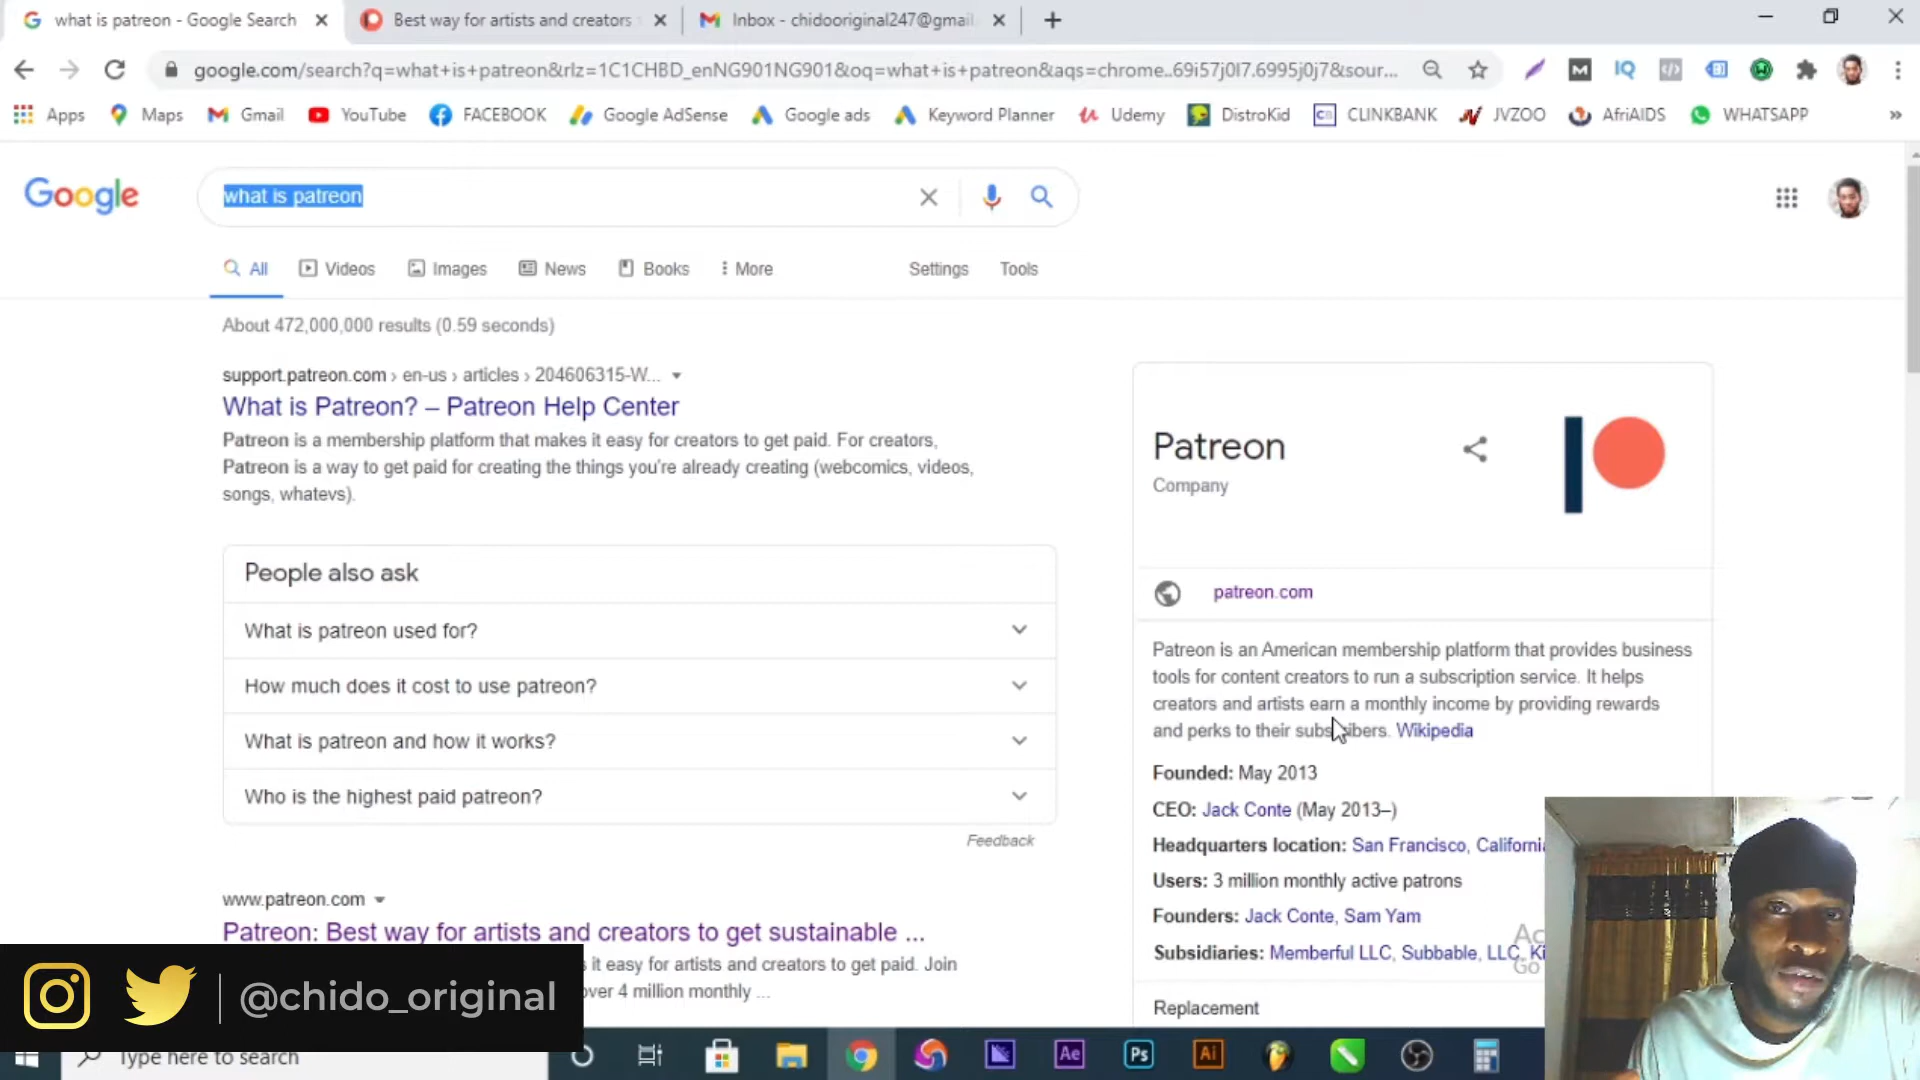 what is patreon - Google Search
Best way for artists and creators
Inbox - chidooriginal247@gmail
google.com/search?q=what+is+patreon&rlz=1C1CHBD_enNG901NG901&oq=what+is+patreon&aqs=chrome..69i57j0l7.6995j0j7&sour...
Apps Maps Gmail YouTube FACEBOOK Google AdSense Google ads Keyword Planner Udemy DistroKid CLINKBANK JVZOO AfriAIDS WHATSAPP »
Google
what is patreon
All Videos Images News Books More Settings Tools
About 472,000,000 results (0.59 seconds)
support.patreon.com › en-us › articles › 204606315-W...
What is Patreon? – Patreon Help Center
Patreon is a membership platform that makes it easy for creators to get paid. For creators,
Patreon is a way to get paid for creating the things you're already creating (webcomics, videos,
songs, whatevs).
People also ask
What is patreon used for?
How much does it cost to use patreon?
What is patreon and how it works?
Who is the highest paid patreon?
Feedback
www.patreon.com
Patreon: Best way for artists and creators to get sustainable ...
it easy for artists and creators to get paid. Join
over 4 million monthly ...
Patreon
Company
patreon.com
Patreon is an American membership platform that provides business
tools for content creators to run a subscription service. It helps
creators and artists earn a monthly income by providing rewards
and perks to their subscribers. Wikipedia
Founded: May 2013
CEO: Jack Conte (May 2013–)
Headquarters location: San Francisco, California
Users: 3 million monthly active patrons
Founders: Jack Conte, Sam Yam
Subsidiaries: Memberful LLC, Subbable, LLC, Ki
Replacement
Ac
Go
@chido_original
Type here to search
Ae Ps Ai